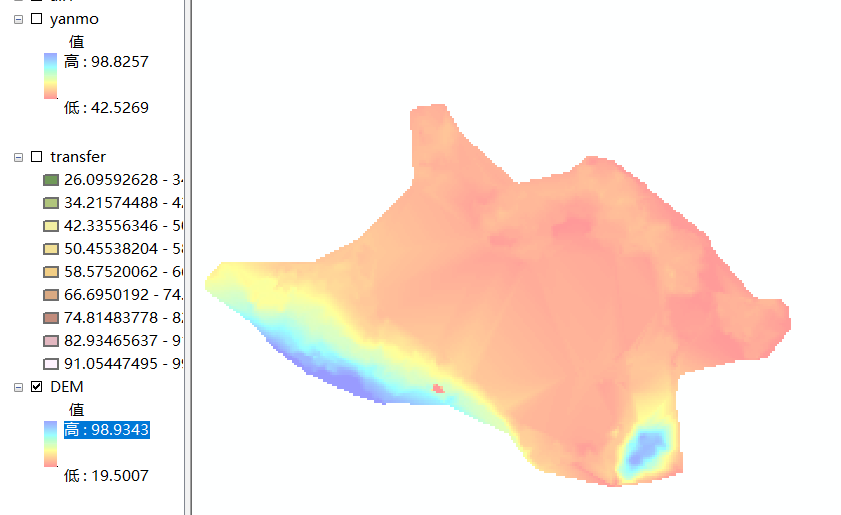 yanmo
值
高 : 98.8257
低 : 42.5269
transfer
26.09592628 - 34
34.21574488 - 42
42.33556346 - 50
50.45538204 - 58
58.57520062 - 66
66.6950192 - 74.
74.81483778 - 82
82.93465637 - 91
91.05447495 - 99
DEM
值
高 : 98.9343
低 : 19.5007